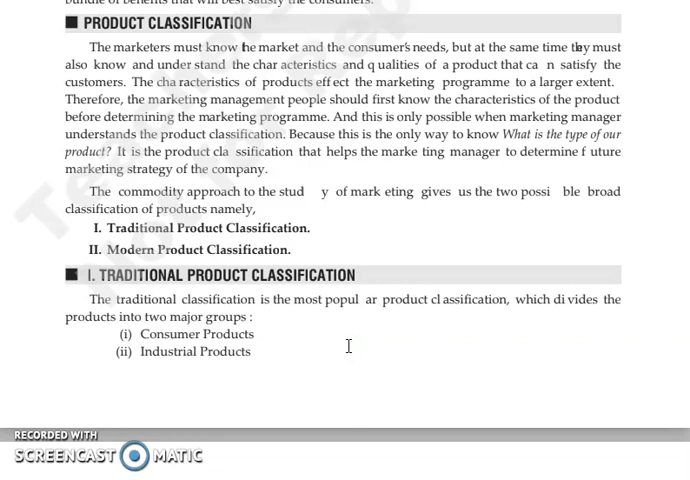 bundle of benefits that will best satisfy the consumers.
PRODUCT CLASSIFICATION
The marketers must know he market and the consumer's needs, but at the same time they must
also know and under stand the char acteristics and q ualities of a product that ca n satisfy the
customers. The cha racteristics of products eff ect the marketing programme to a larger extent.
Therefore, the marketing management people should first know the characteristics of the product
before determining the marketing programme. And this is only possible when marketing manager
understands the product classification. Because this is the only way to know What is the type of our
product? It is the product cla ssification that helps the marke ting manager to determine f uture
marketing strategy of the company.
The commodity approach to the stud y of mark eting gives us the two possi ble broad
classification of products namely,
I. Traditional Product Classification.
II. Modern Product Classification.
I. TRADITIONAL PRODUCT CLASSIFICATION
The traditional classification is the most popul ar product cl assification, which di vides the
products into two major groups :
(i) Consumer Products
(ii) Industrial Products
RECORDED WITH
SCREENCAST MATIC